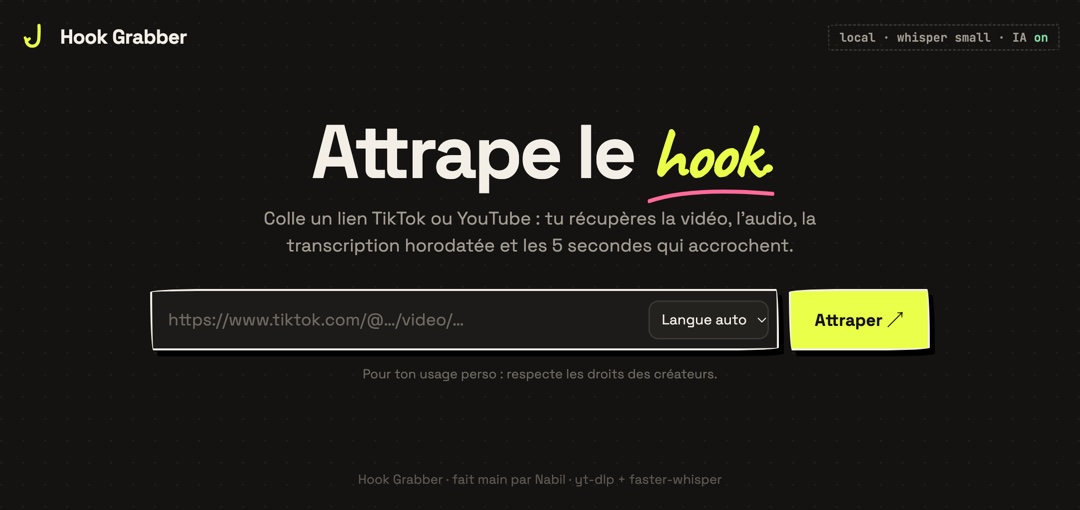 Hook Grabber
local · whisper small · IA on
Attrape le hook.
Colle un lien TikTok ou YouTube : tu récupères la vidéo, l'audio, la
transcription horodatée et les 5 secondes qui accrochent.
https://www.tiktok.com/@…/video/…
Langue auto
Attraper ↗
Pour ton usage perso : respecte les droits des créateurs.
Hook Grabber · fait main par Nabil · yt-dlp + faster-whisper